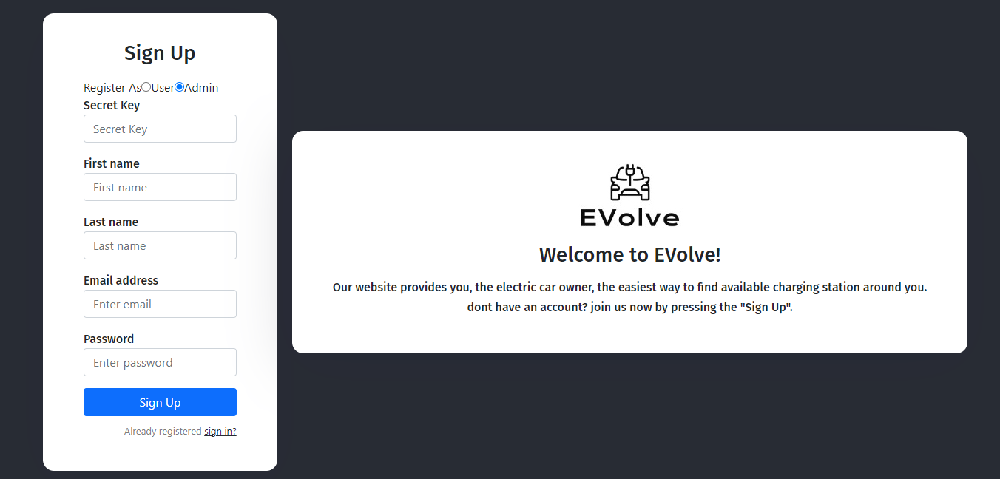 Sign Up
Register As User Admin
Secret Key
Secret Key
First name
First name
Last name
Last name
Email address
Enter email
Password
Enter password
Sign Up
Already registered sign in?
EVolve
Welcome to EVolve!
Our website provides you, the electric car owner, the easiest way to find available charging station around you.
dont have an account? join us now by pressing the "Sign Up".